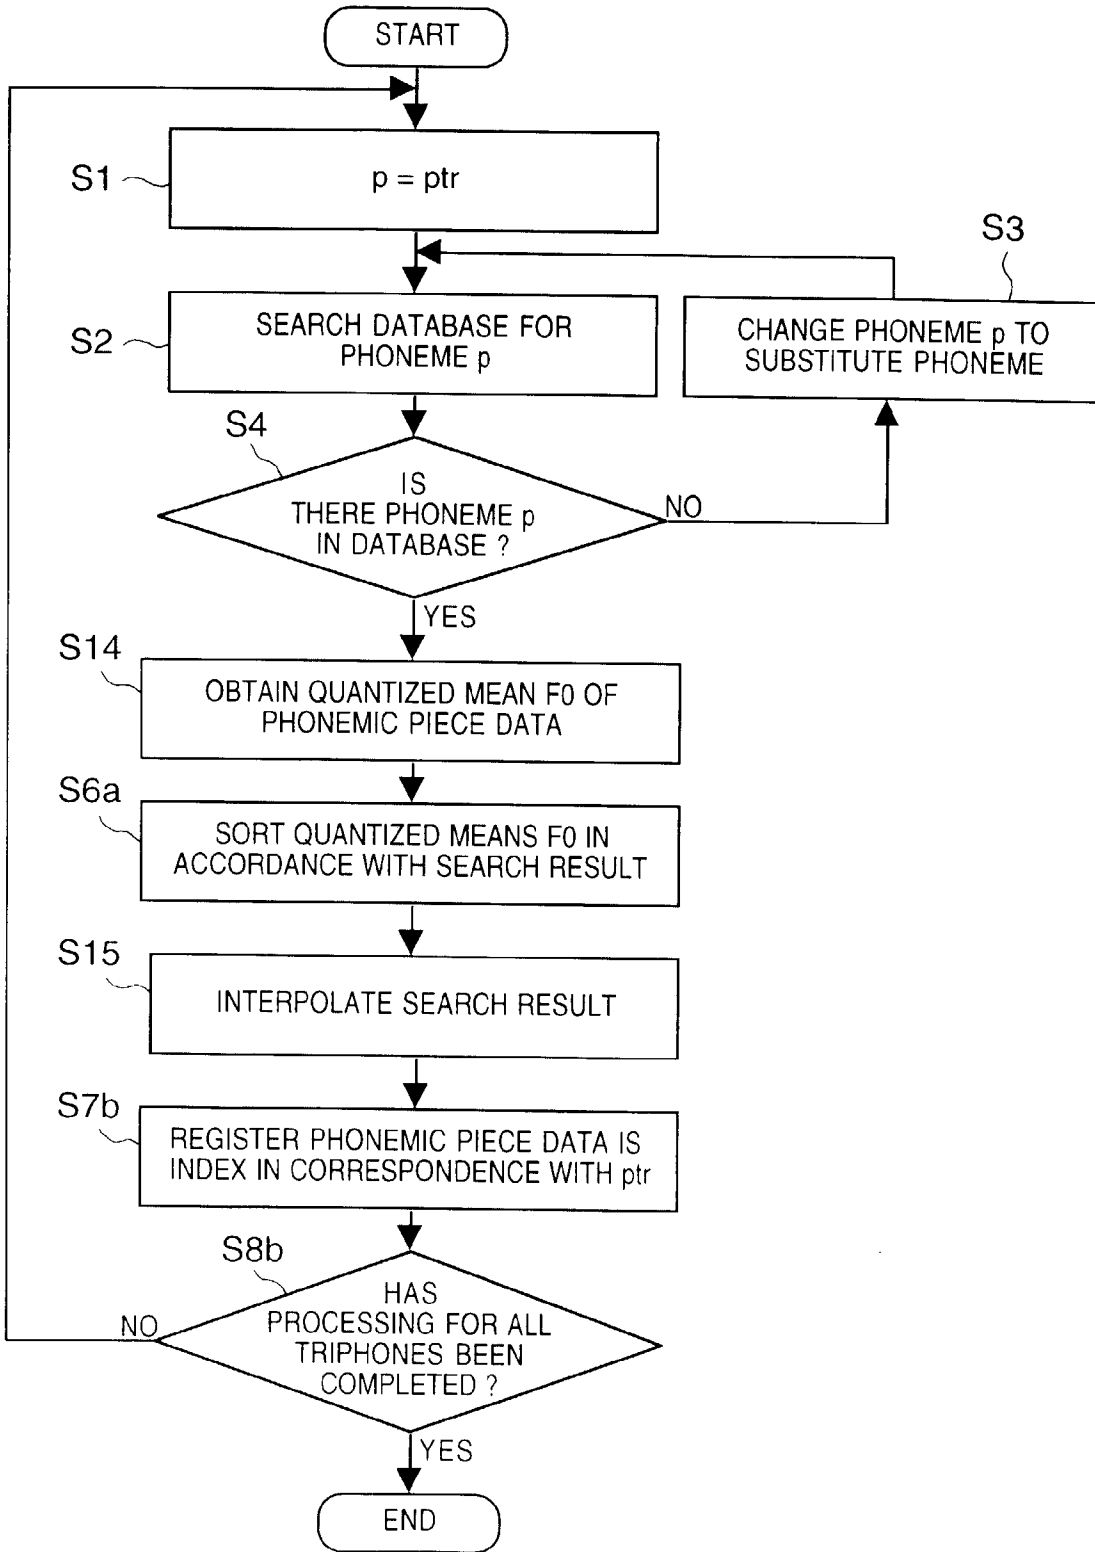 START
S1
p = ptr
S3
S2
SEARCH DATABASE FOR
PHONEME p
CHANGE PHONEME p TO
SUBSTITUTE PHONEME
S4
IS
THERE PHONEME p
IN DATABASE ?
NO
YES
S14
OBTAIN QUANTIZED MEAN F0 OF
PHONEMIC PIECE DATA
S6a
SORT QUANTIZED MEANS F0 IN
ACCORDANCE WITH SEARCH RESULT
S15
INTERPOLATE SEARCH RESULT
S7b
REGISTER PHONEMIC PIECE DATA IS
INDEX IN CORRESPONDENCE WITH ptr
S8b
HAS
PROCESSING FOR ALL
TRIPHONES BEEN
COMPLETED ?
NO
YES
END